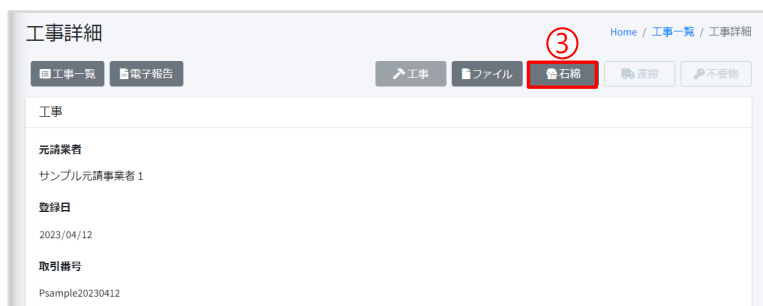 工事詳細
Home / 工事一覧 / 工事詳細
③
工事一覧 電子報告 工事 ファイル 石綿 運搬 不要物
工事
元請業者
サンプル元請事業者1
登録日
2023/04/12
取引番号
Psample20230412